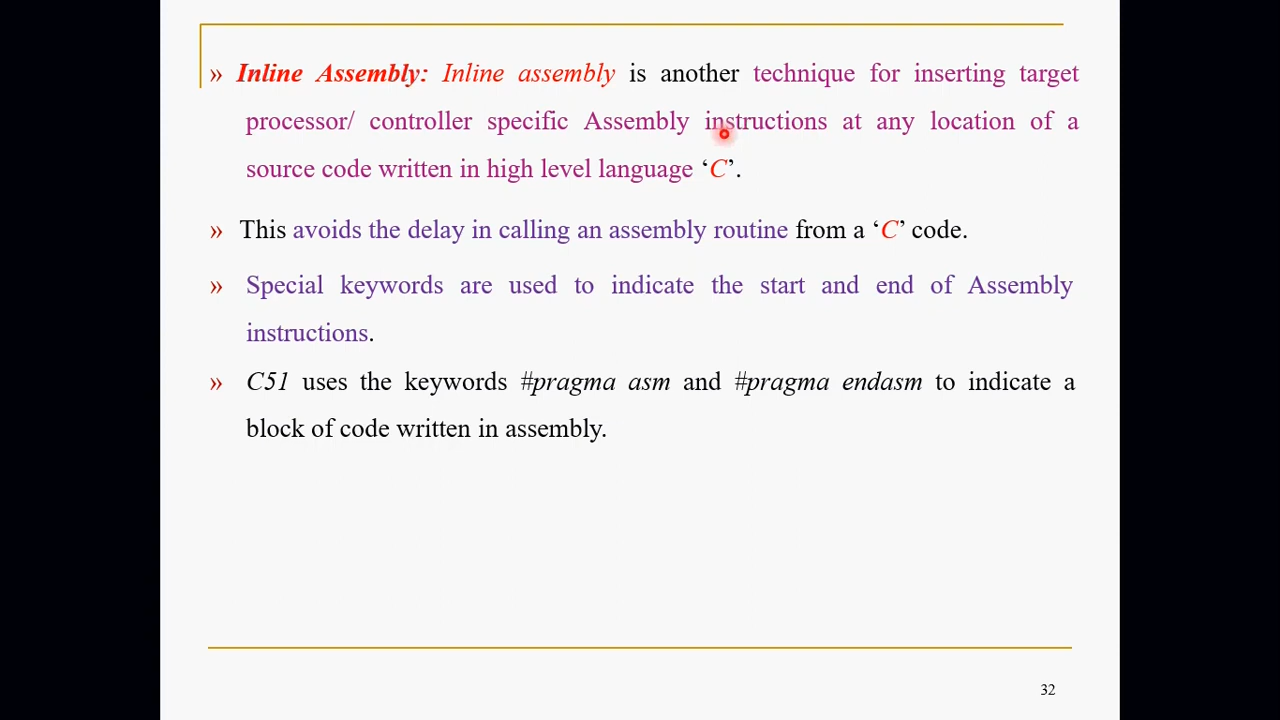 » Inline Assembly: Inline assembly is another technique for inserting target
processor/ controller specific Assembly instructions at any location of a
source code written in high level language ‘C’.
» This avoids the delay in calling an assembly routine from a ‘C’ code.
» Special keywords are used to indicate the start and end of Assembly
instructions.
» C51 uses the keywords #pragma asm and #pragma endasm to indicate a
block of code written in assembly.
32